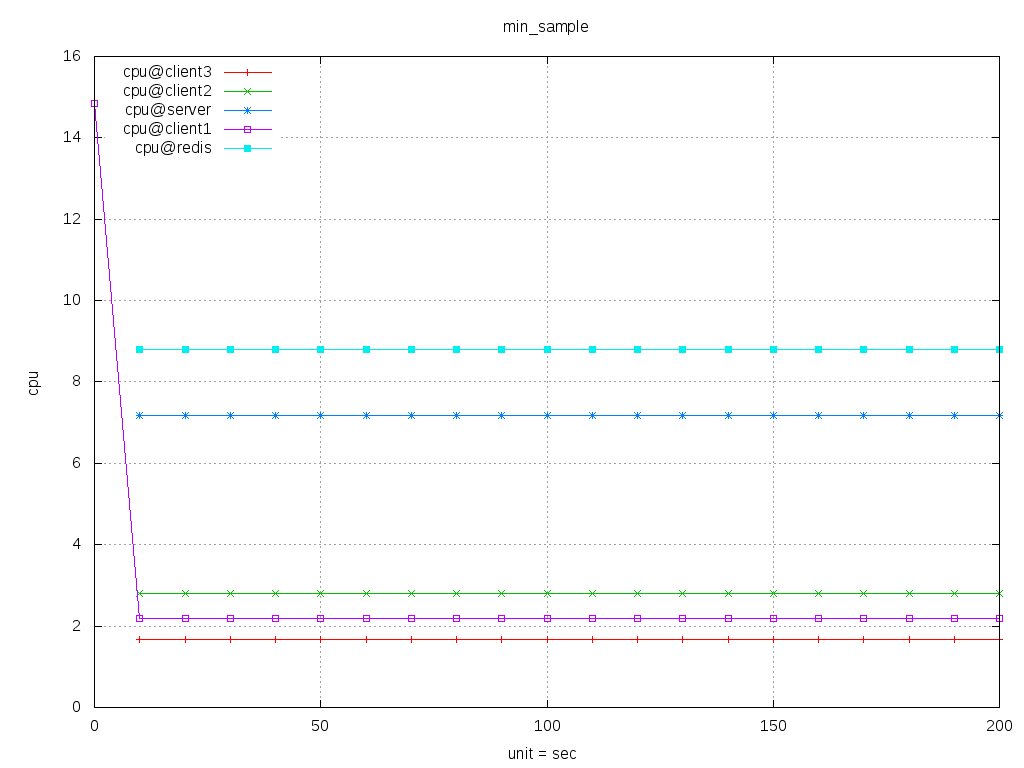 min_sample
16
14
12
10
8
6
4
2
0
cpu
cpu@client3
cpu@client2
cpu@server
cpu@client1
cpu@redis
0 50 100 150 200
unit = sec